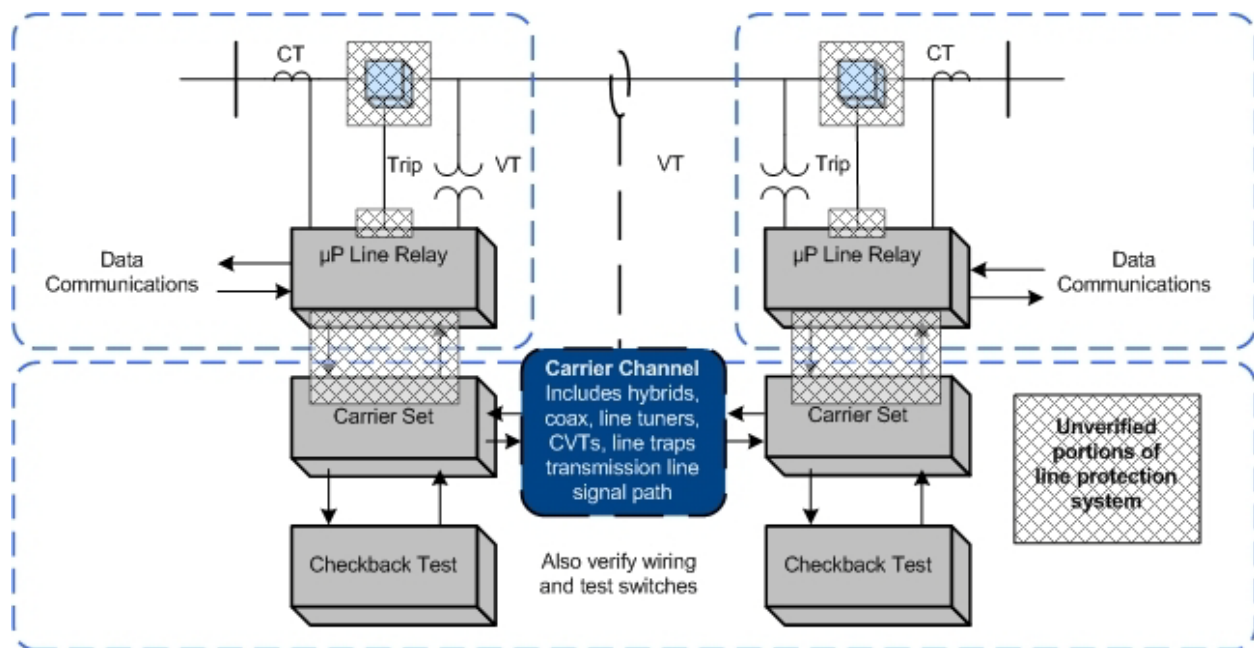 CT
CT
Trip
VT
VT
Trip
µP Line Relay
µP Line Relay
Data
Communications
Data
Communications
Carrier Channel
Includes hybrids,
coax, line tuners,
CVTs, line traps
transmission line
signal path
Carrier Set
Carrier Set
Unverified
portions of
line protection
system
Checkback Test
Also verify wiring
and test switches
Checkback Test